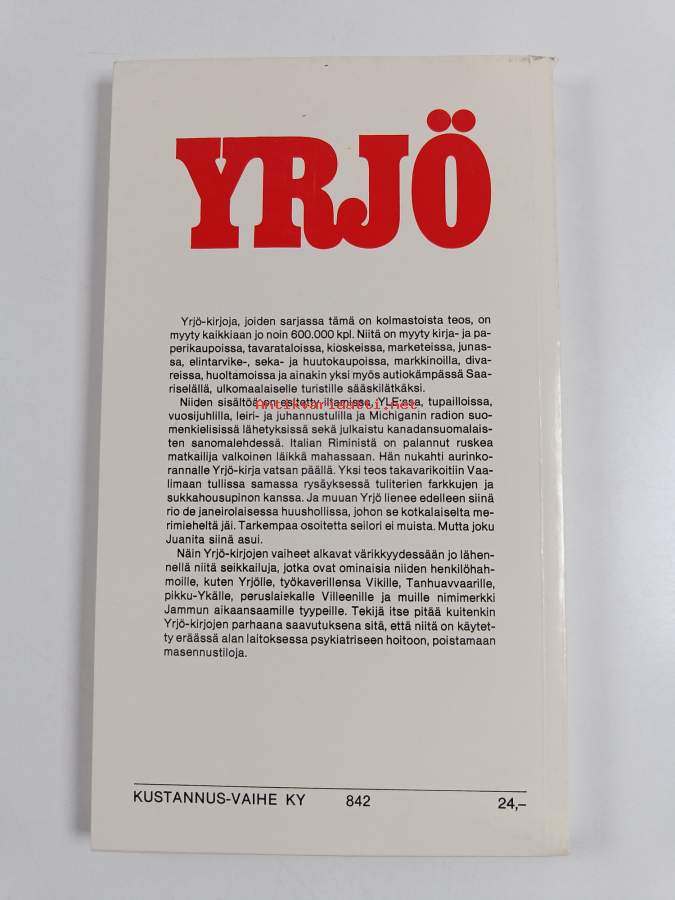 YRJÖ
Yrjö-kirjoja, joiden sarjassa tämä on kolmastoista teos, on
myyty kaikkiaan jo noin 600.000 kpl. Niitä on myyty kirja- ja pa-
perikaupoissa, tavarataloissa, kioskeissa, marketeissa, junas-
sa, elintarvike-, seka- ja huutokaupoissa, markkinoilla, diva-
reissa, huoltamoissa ja ainakin yksi myös autiokämpässä Saa-
riselällä, ulkomaalaiselle turistille sääskilätkäksi.
Niiden sisältöä on esitetty iltamissa, YLE:ssa, tupailloissa,
Antikvariaatti.net
vuosijuhlilla, leiri- ja juhannustulilla ja Michiganin radion suo-
menkielisissä lähetyksissä sekä julkaistu kanadansuomalais-
ten sanomalehdessä. Italian Riministä on palannut ruskea
matkailija valkoinen läikkä mahassaan. Hän nukahti aurinko-
rannalle Yrjö-kirja vatsan päällä. Yksi teos takavarikoitiin Vaa-
limaan tullissa samassa rysäyksessä tuliterien farkkujen ja
sukkahousupinon kanssa. Ja muuan Yrjö lienee edelleen siinä
rio de janeirolaisessa huushollissa, johon se kotkalaiselta me-
rimieheltä jäi. Tarkempaa osoitetta seilori ei muista. Mutta joku
Juanita siinä asui.
Näin Yrjö-kirjojen vaiheet alkavat värikkyydessään jo lähen-
nellä niitä seikkailuja, jotka ovat ominaisia niiden henkilöhah-
moille, kuten Yrjölle, työkaverillensa Vikille, Tanhuavvaarille,
pikku-Ykälle, peruslaiekalle Villeenille ja muille nimimerkki
Jammun aikaansaamille tyypeille. Tekijä itse pitää kuitenkin
Yrjö-kirjojen parhaana saavutuksena sitä, että niitä on käytet-
ty eräässä alan laitoksessa psykiatriseen hoitoon, poistamaan
masennustiloja.
KUSTANNUS-VAIHE KY 842 24,–